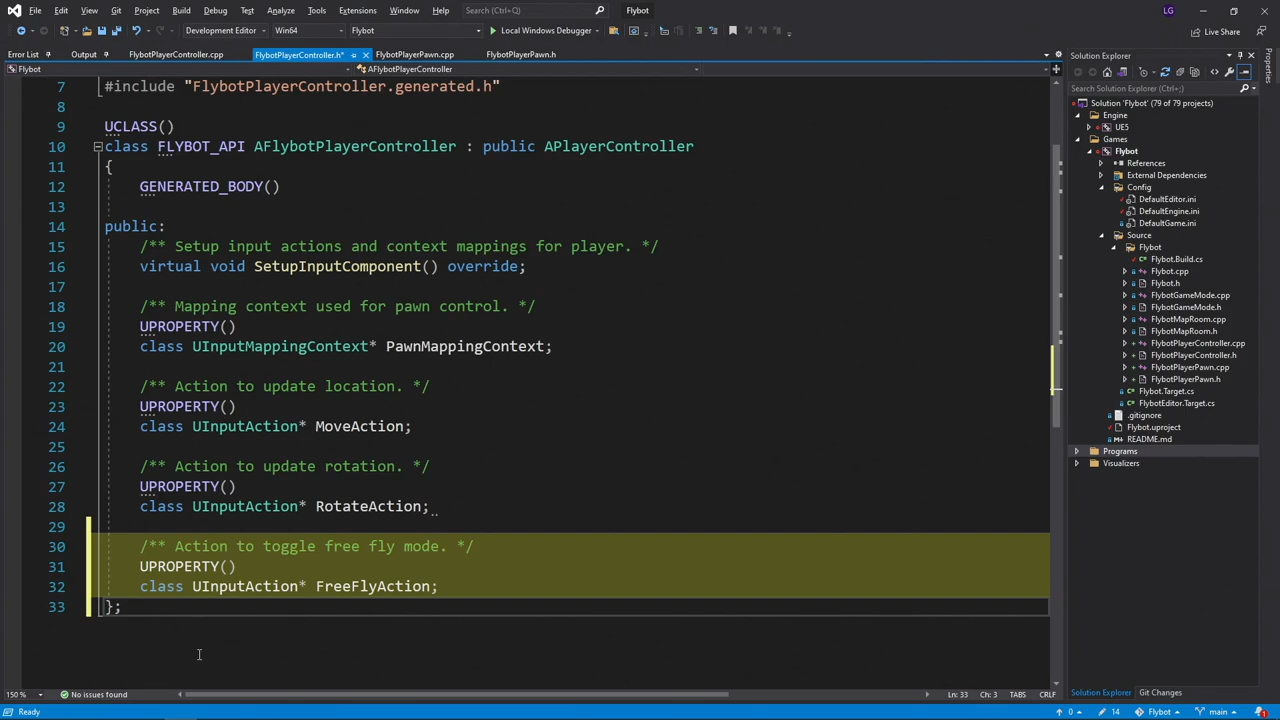 File Edit View Git Project Build Debug Test Analyze Tools Extensions Window Help Search (Ctrl+Q) Flybot LG
Development Editor Win64 Flybot Local Windows Debugger Live Share
Error List Output FlybotPlayerController.cpp FlybotPlayerController.h* FlybotPlayerPawn.cpp FlybotPlayerPawn.h
Flybot AFlybotPlayerController
7 #include "FlybotPlayerController.generated.h"
8
9 UCLASS()
10 class FLYBOT_API AFlybotPlayerController : public APlayerController
11 {
12 GENERATED_BODY()
13
14 public:
15 /** Setup input actions and context mappings for player. */
16 virtual void SetupInputComponent() override;
17
18 /** Mapping context used for pawn control. */
19 UPROPERTY()
20 class UInputMappingContext* PawnMappingContext;
21
22 /** Action to update location. */
23 UPROPERTY()
24 class UInputAction* MoveAction;
25
26 /** Action to update rotation. */
27 UPROPERTY()
28 class UInputAction* RotateAction;
29
30 /** Action to toggle free fly mode. */
31 UPROPERTY()
32 class UInputAction* FreeFlyAction;
33 };
150 % No issues found Ln: 33 Ch: 3 TABS CRLF
Solution Explorer
Search Solution Explorer (Ctrl+;)
Solution 'Flybot' (79 of 79 projects)
Engine
UE5
Games
Flybot
References
External Dependencies
Config
DefaultEditor.ini
DefaultEngine.ini
DefaultGame.ini
Source
Flybot
Flybot.Build.cs
Flybot.cpp
Flybot.h
FlybotGameMode.cpp
FlybotGameMode.h
FlybotMapRoom.cpp
FlybotMapRoom.h
FlybotPlayerController.cpp
FlybotPlayerController.h
FlybotPlayerPawn.cpp
FlybotPlayerPawn.h
Flybot.Target.cs
FlybotEditor.Target.cs
.gitignore
Flybot.uproject
README.md
Programs
Visualizers
Solution Explorer Git Changes
Properties
Ready 0 14 Flybot main 1